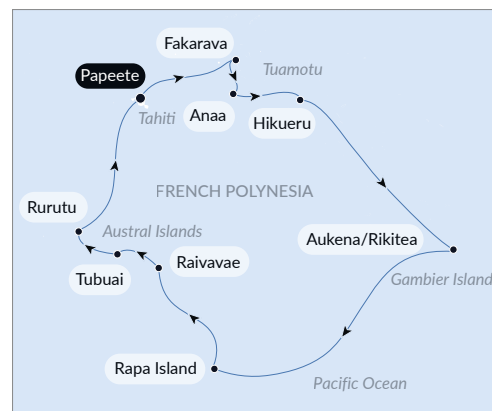 Fakarava
Papeete
Tuamotu
Tahiti
Anaa
Hikueru
FRENCH POLYNESIA
Rurutu
Austral Islands
Aukena/Rikitea
Raivavae
Tubuai
Gambier Island
Rapa Island
Pacific Ocean